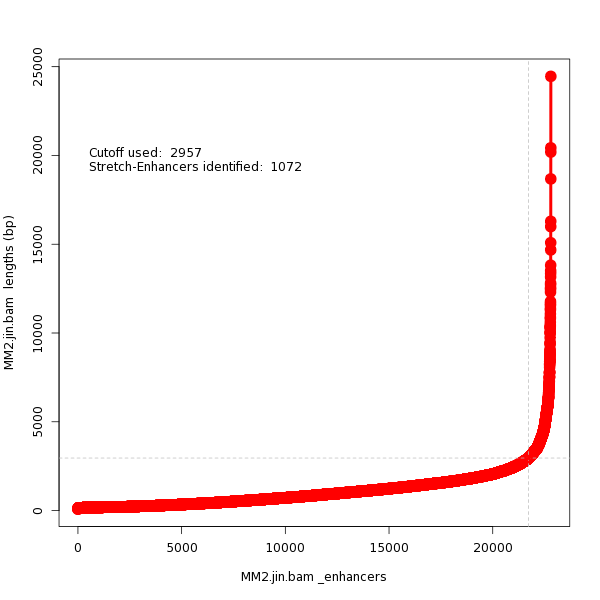 25000
20000
15000
10000
5000
0
MM2.jin.bam  lengths (bp)
Cutoff used:  2957
Stretch-Enhancers identified:  1072
0 5000 10000 15000 20000
MM2.jin.bam _enhancers